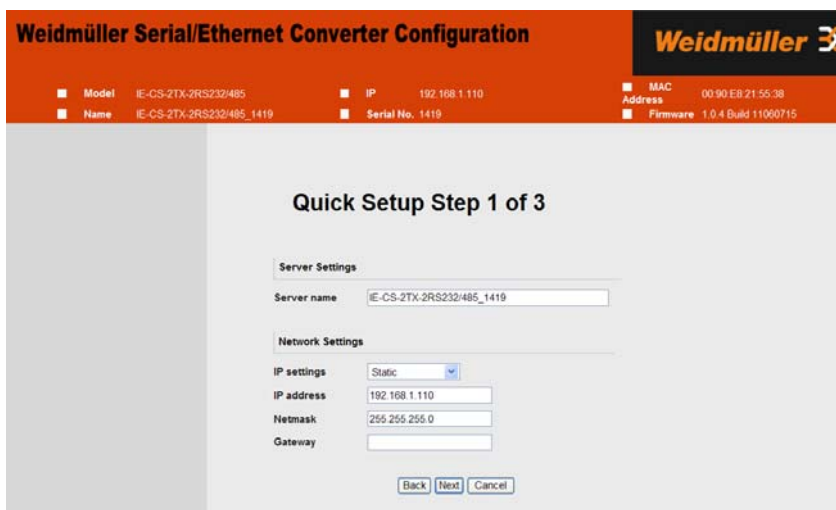 Weidmüller Serial/Ethernet Converter Configuration
Weidmüller
Model IE-CS-2TX-2RS232/485
IP 192.168.1.110
MAC Address 00:90:E8:21:55:38
Name IE-CS-2TX-2RS232/485_1419
Serial No. 1419
Firmware 1.0.4 Build 11060715
Quick Setup Step 1 of 3
Server Settings
Server name IE-CS-2TX-2RS232/485_1419
Network Settings
IP settings Static
IP address 192.168.1.110
Netmask 255.255.255.0
Gateway
Back Next Cancel